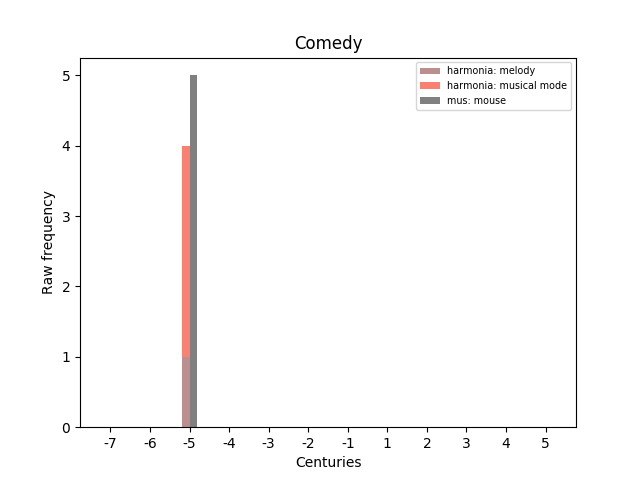 Comedy
harmonia: melody
harmonia: musical mode
mus: mouse
Raw frequency
5
4
3
2
1
0
-7 -6 -5 -4 -3 -2 -1 1 2 3 4 5
Centuries